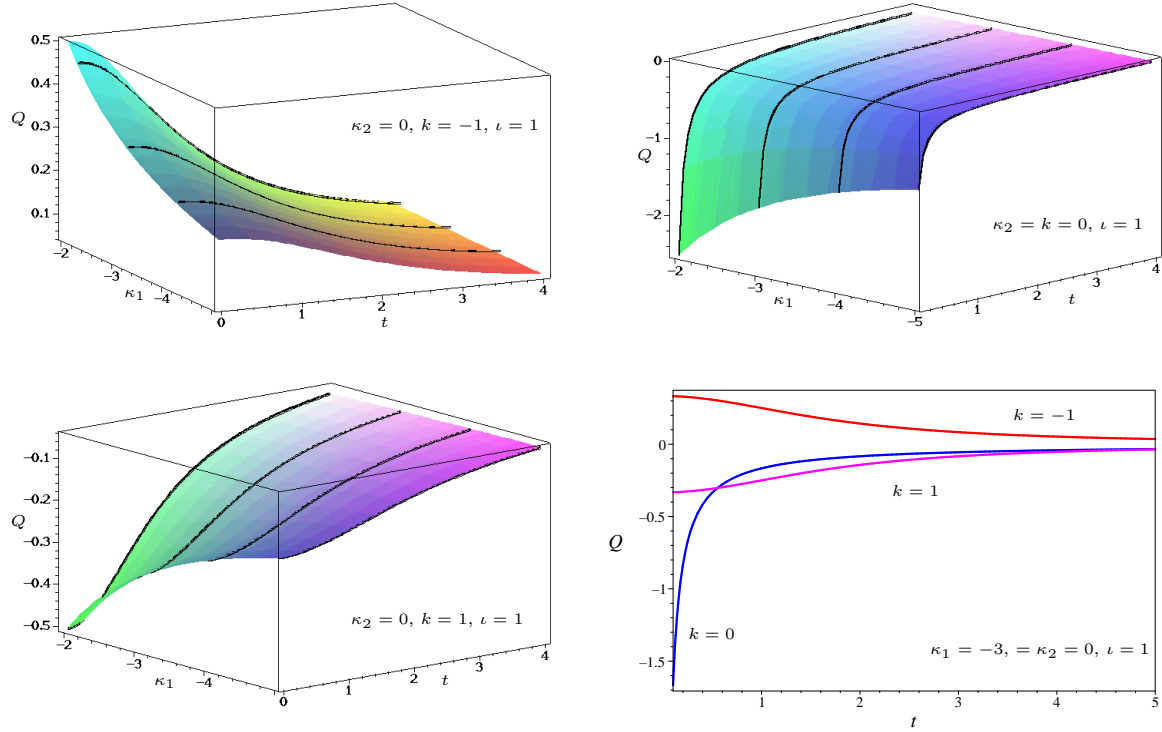 0.5
0.4
Q
0.3
0.2
0.1
−2
−3
κ₁
−4
0
1
2
t
3
4
κ₂ = 0, k = −1, ι = 1
0
−1
Q
−2
−2
−3
κ₁
−4
−5
1
2
t
3
4
κ₂ = k = 0, ι = 1
−0.1
−0.2
Q
−0.3
−0.4
−0.5
−2
−3
κ₁
−4
0
1
2
t
3
4
κ₂ = 0, k = 1, ι = 1
k = −1
0
k = 1
−0.5
Q
−1
k = 0
κ₁ = −3, = κ₂ = 0, ι = 1
−1.5
1
2
3
4
5
t